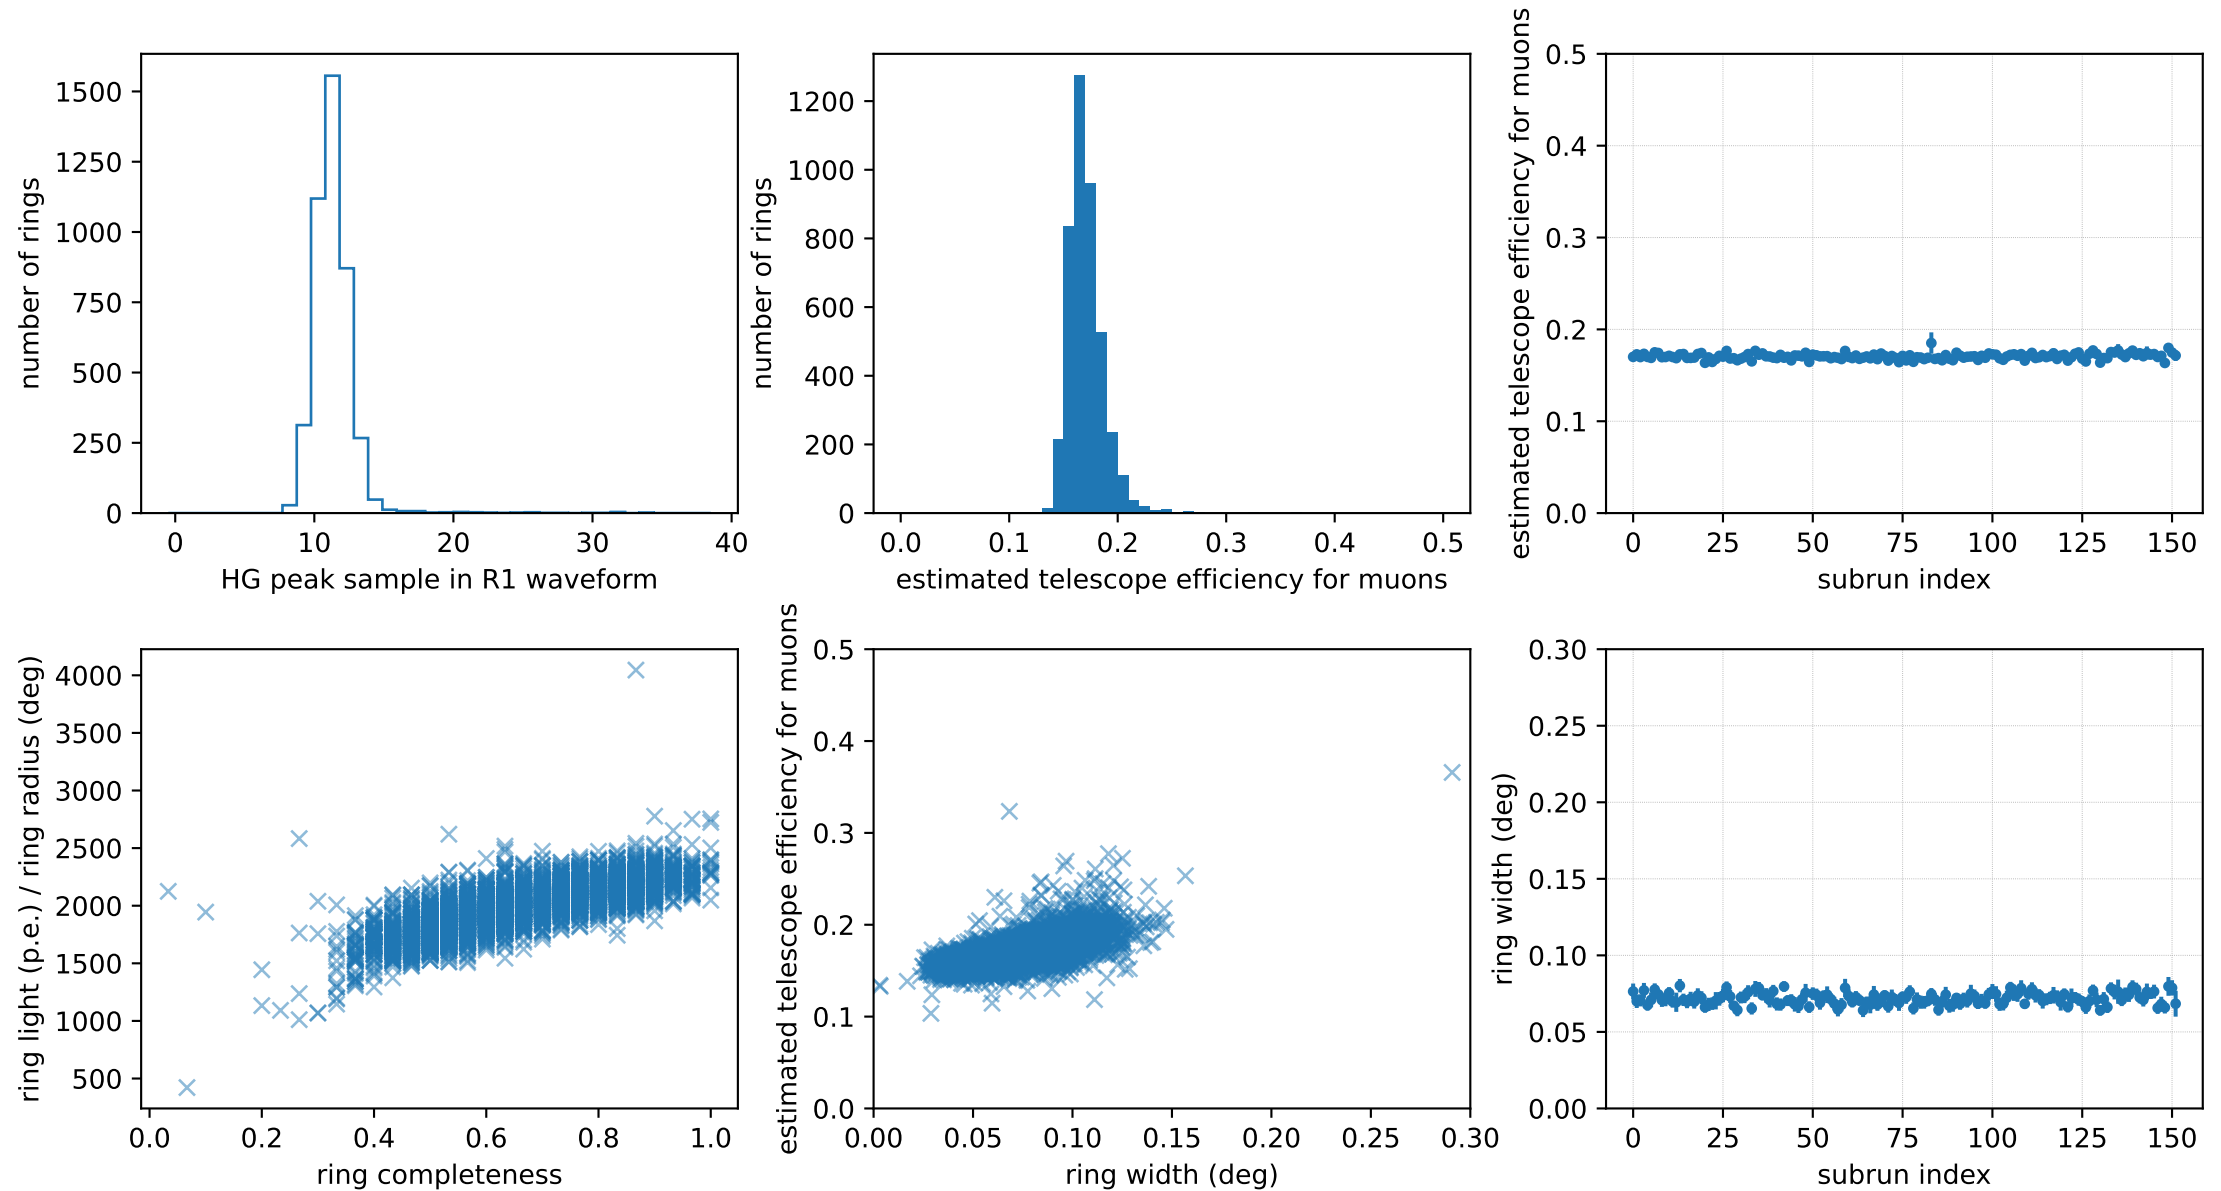 number of rings
1500
1250
1000
750
500
250
0
0 10 20 30 40
HG peak sample in R1 waveform
number of rings
1200
1000
800
600
400
200
0
0.0 0.1 0.2 0.3 0.4 0.5
estimated telescope efficiency for muons
estimated telescope efficiency for muons
0.5
0.4
0.3
0.2
0.1
0.0
0 25 50 75 100 125 150
subrun index
ring light (p.e.) / ring radius (deg)
4000
3500
3000
2500
2000
1500
1000
500
0.0 0.2 0.4 0.6 0.8 1.0
ring completeness
estimated telescope efficiency for muons
0.5
0.4
0.3
0.2
0.1
0.0
0.00 0.05 0.10 0.15 0.20 0.25 0.30
ring width (deg)
ring width (deg)
0.30
0.25
0.20
0.15
0.10
0.05
0.00
0 25 50 75 100 125 150
subrun index